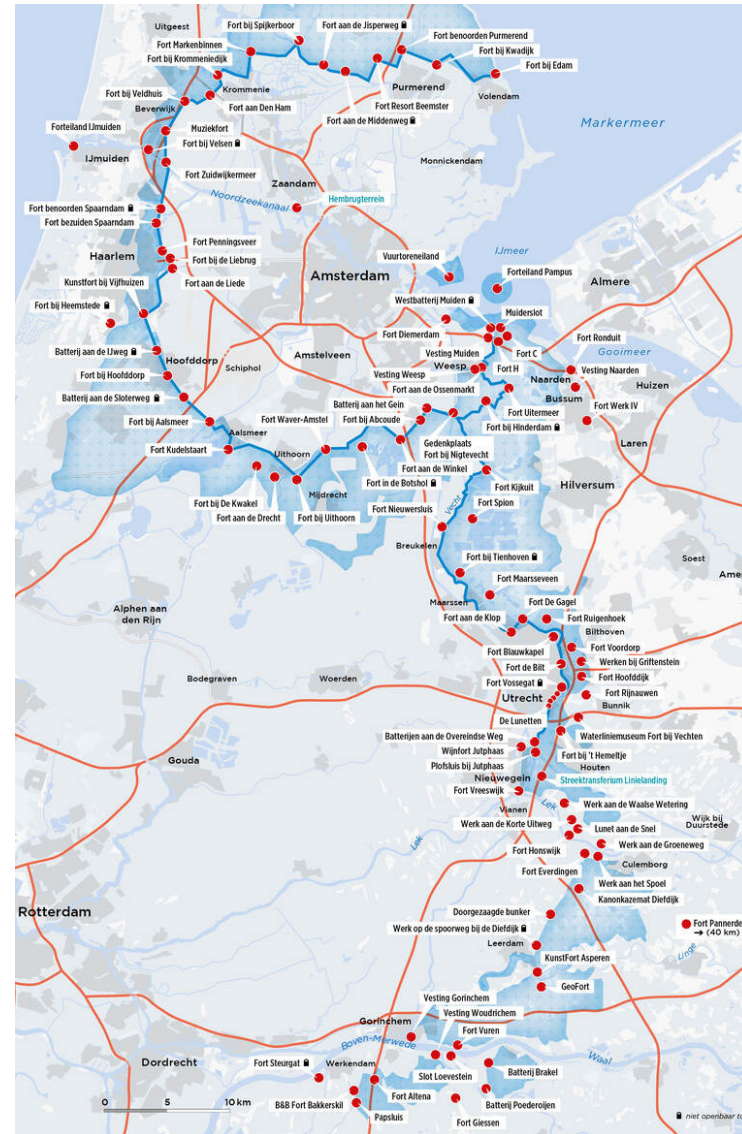 Uitgeest
Fort bij Spijkerboor
Fort aan de Jisperweg
Fort benoorden Purmerend
Fort Markenbinnen
Fort bij Kwadijk
Fort bij Krommeniedijk
Fort bij Edam
Krommenie
Purmerend
Volendam
Fort bij Veldhuis
Fort aan Den Ham
Fort Resort Beemster
Beverwijk
Fort aan de Middenweg
Markermeer
Forteiland IJmuiden
Muziekfort
IJmuiden
Fort bij Velsen
Monnickendam
Fort Zuidwijkermeer
Zaandam
Noordzeekanaal
Hembrugterrein
Fort benoorden Spaarndam
Fort bezuiden Spaarndam
IJmeer
Haarlem
Fort Penningsveer
Vuurtoreneiland
Fort bij de Liebrug
Amsterdam
Forteiland Pampus
Almere
Fort aan de Liede
Kunstfort bij Vijfhuizen
Westbatterij Muiden
Muiderslot
Fort bij Heemstede
Fort Diemerdam
Fort Ronduit
Gooimeer
Batterij aan de IJweg
Hoofddorp
Amstelveen
Vesting Muiden
Fort C
Vesting Naarden
Schiphol
Weesp
Fort H
Naarden
Huizen
Fort bij Hoofddorp
Vesting Weesp
Bussum
Fort aan de Ossenmarkt
Batterij aan de Sloterweg
Batterij aan het Gein
Fort Uitermeer
Fort Werk IV
Fort Waver-Amstel
Fort bij Abcoude
Fort bij Hinderdam
Fort bij Aalsmeer
Aalsmeer
Gedenkplaats
Fort bij Nigtevecht
Laren
Fort Kudelstaart
Uithoorn
Fort aan de Winkel
Mijdrecht
Fort in de Botshol
Fort Kijkuit
Hilversum
Fort bij De Kwakel
Fort aan de Drecht
Fort bij Uithoorn
Fort Nieuwersluis
Vecht
Fort Spion
Breukelen
Fort bij Tienhoven
Soest
Ame
Maarssen
Fort Maarsseveen
Alphen aan
den Rijn
Fort aan de Klop
Fort De Gagel
Fort Ruigenhoek
Bilthoven
Fort Blauwkapel
Fort Voordorp
Fort de Bilt
Werken bij Griftenstein
Bodegraven
Woerden
Fort Vossegat
Fort Hoofddijk
Utrecht
Fort Rijnauwen
Bunnik
De Lunetten
Batterijen aan de Overeindse Weg
Waterliniemuseum Fort bij Vechten
Wijnfort Jutphaas
Fort bij 't Hemeltje
Gouda
Plofsluis bij Jutphaas
Houten
Nieuwegein
Streektransferium Linielanding
Fort Vreeswijk
Vianen
Lek
Werk aan de Waalse Wetering
Wijk bij
Duurstede
Werk aan de Korte Uitweg
Lunet aan de Snel
Lek
Werk aan de Groeneweg
Fort Honswijk
Culemborg
Fort Everdingen
Werk aan het Spoel
Kanonkazemat Diefdijk
Rotterdam
Doorgezaagde bunker
Fort Pannerde
→ (40 km)
Werk op de spoorweg bij de Diefdijk
Leerdam
Linge
KunstFort Asperen
GeoFort
Vesting Gorinchem
Vesting Woudrichem
Gorinchem
Fort Vuren
Boven-Merwede
Waal
Dordrecht
Fort Steurgat
Werkendam
Slot Loevestein
Batterij Brakel
Fort Altena
0 5 10 km
B&B Fort Bakkerskil
Papsluis
Batterij Poederoijen
Fort Giessen
niet openbaar to